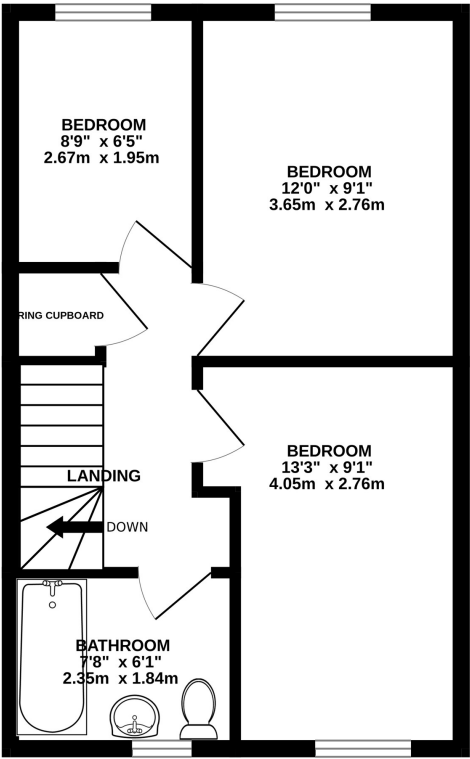 BEDROOM
8'9" x 6'5"
2.67m x 1.95m
BEDROOM
12'0" x 9'1"
3.65m x 2.76m
RING CUPBOARD
BEDROOM
13'3" x 9'1"
4.05m x 2.76m
LANDING
DOWN
BATHROOM
7'8" x 6'1"
2.35m x 1.84m